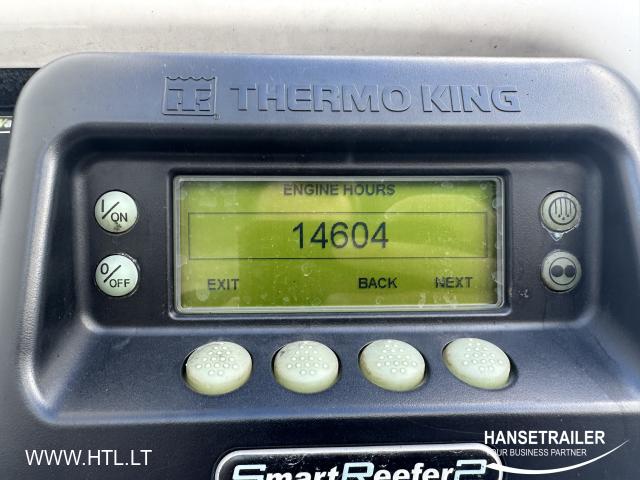 THERMO KING
ENGINE HOURS
14604
EXIT BACK NEXT
I/ON
O/OFF
SmartReefer2
WWW.HTL.LT
HANSETRAILER
YOUR BUSINESS PARTNER